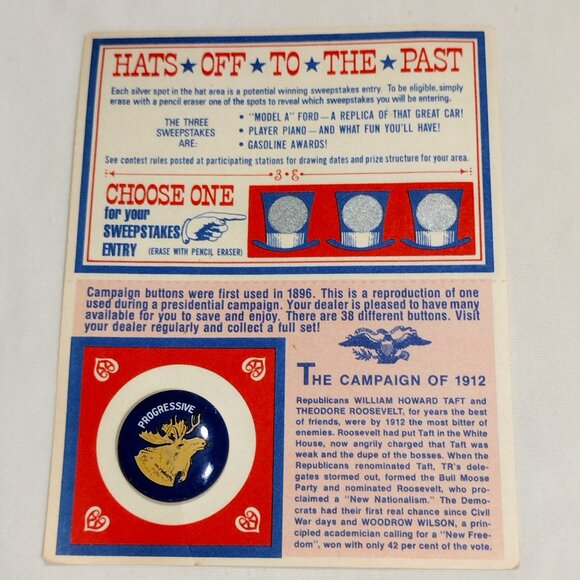 HATS★OFF★TO★THE★PAST
Each silver spot in the hat area is a potential winning sweepstakes entry. To be eligible, simply
erase with a pencil eraser one of the spots to reveal which sweepstakes you will be entering.
THE THREE
SWEEPSTAKES
ARE:
• "MODEL A" FORD — A REPLICA OF THAT GREAT CAR!
• PLAYER PIANO — AND WHAT FUN YOU'LL HAVE!
• GASOLINE AWARDS!
See contest rules posted at participating stations for drawing dates and prize structure for your area.
CHOOSE ONE
for your
SWEEPSTAKES
ENTRY (ERASE WITH PENCIL ERASER)
Campaign buttons were first used in 1896. This is a reproduction of one
used during a presidential campaign. Your dealer is pleased to have many
available for you to save and enjoy. There are 38 different buttons. Visit
your dealer regularly and collect a full set!
PROGRESSIVE
THE CAMPAIGN OF 1912
Republicans WILLIAM HOWARD TAFT and
THEODORE ROOSEVELT, for years the best
of friends, were by 1912 the most bitter of
enemies. Roosevelt had put Taft in the White
House, now angrily charged that Taft was
weak and the dupe of the bosses. When the
Republicans renominated Taft, TR's dele-
gates stormed out, formed the Bull Moose
Party and nominated Roosevelt, who pro-
claimed a "New Nationalism." The Demo-
crats had their first real chance since Civil
War days and WOODROW WILSON, a prin-
cipled academician calling for a "New Free-
dom", won with only 42 per cent of the vote.